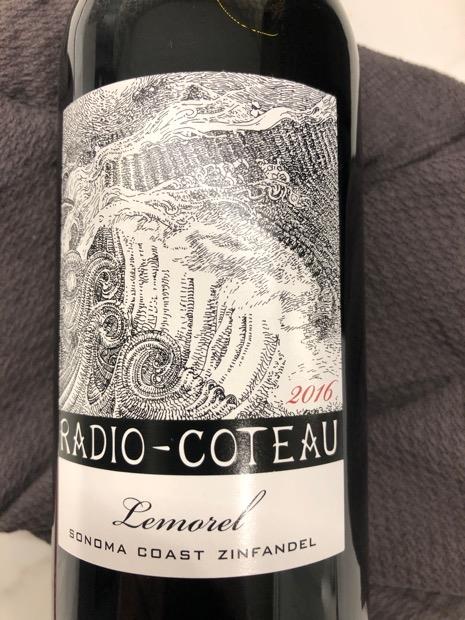 2016
RADIO-COTEAU
Lemorel
SONOMA COAST ZINFANDEL